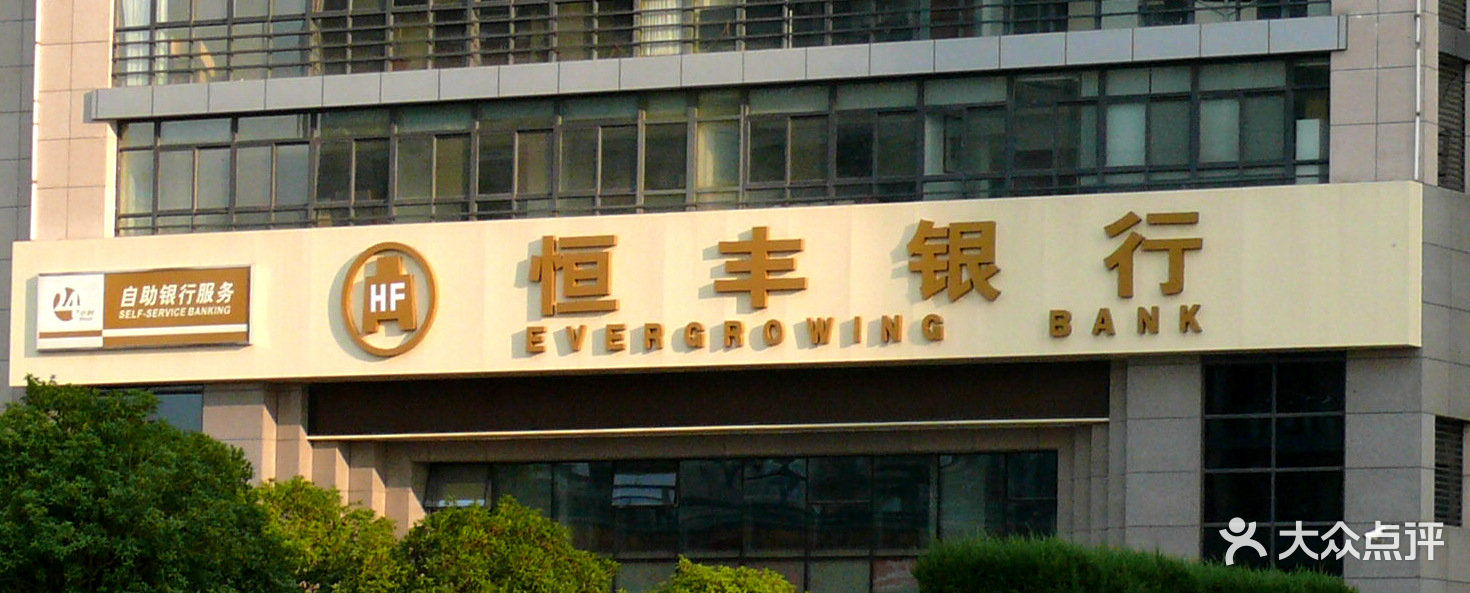 自助银行服务
SELF-SERVICE BANKING
24
HF
恒丰银行
EVERGROWING BANK
大众点评